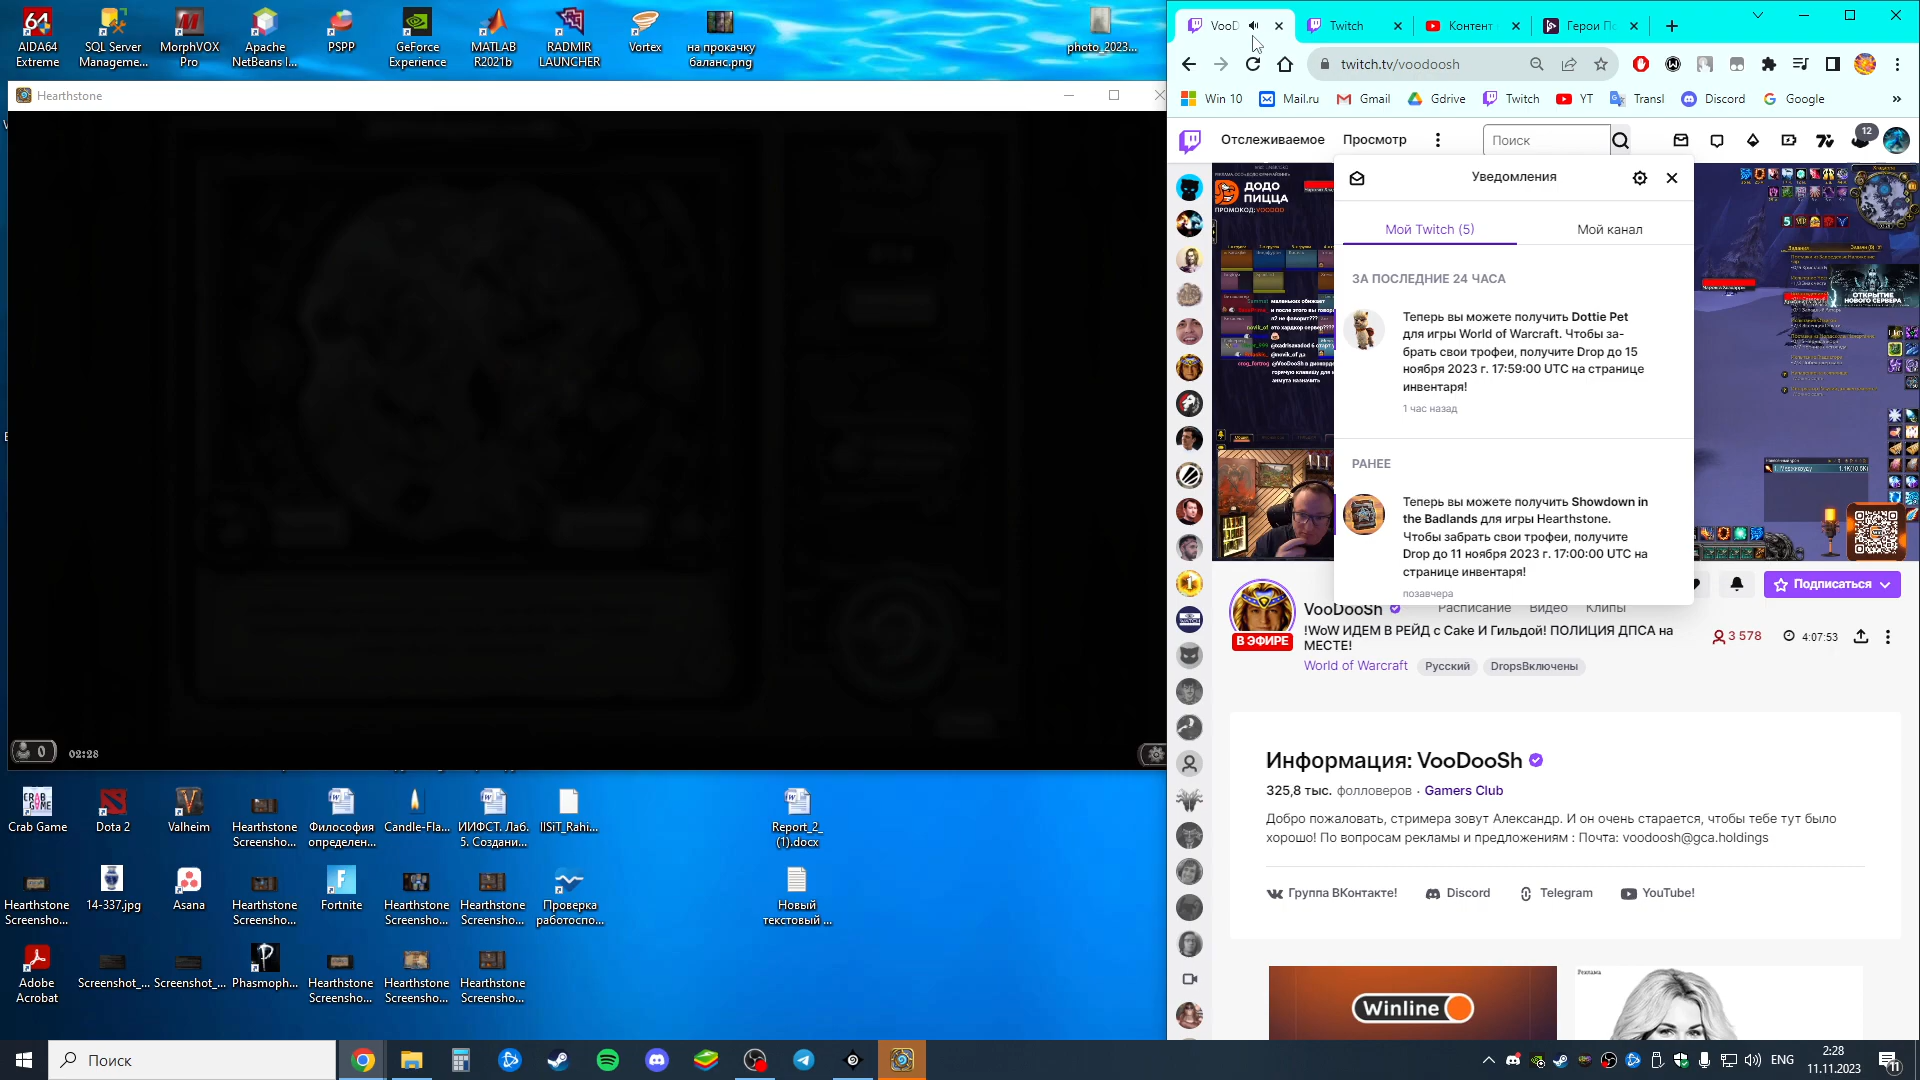 AIDA64
Extreme
SQL Server
Manageme...
MorphVOX
Pro
Apache
NetBeans I...
PSPP
GeForce
Experience
MATLAB
R2021b
RADMIR
LAUNCHER
Vortex
на прокачку
баланс.png
photo_2023...
Hearthstone
0
02:28
Crab Game
Dota 2
Valheim
Hearthstone
Screensho...
Философия
определен...
Candle-Fla...
ИИФСТ. Лаб.
5. Создани...
Report_2_
(1).docx
Hearthstone
Screensho...
14-337.jpg
Asana
Hearthstone
Screensho...
Fortnite
Hearthstone
Screensho...
Hearthstone
Screensho...
Проверка
работоспо...
Новый
текстовый ...
Adobe
Acrobat
Screenshot_...
Screenshot_...
Phasmoph...
Hearthstone
Screensho...
Hearthstone
Screensho...
Hearthstone
Screensho...
VooD
Twitch
Контент
Герои По
twitch.tv/voodoosh
Win 10
Mail.ru
Gmail
Gdrive
Twitch
YT
Transl
Discord
Google
»
Отслеживаемое
Просмотр
Поиск
12
ДОДО
ПИЦЦА
ПРОМОКОД: VOODOO
Уведомления
Мой Twitch (5)
Мой канал
ЗА ПОСЛЕДНИЕ 24 ЧАСА
Теперь вы можете получить Dottie Pet
для игры World of Warcraft. Чтобы за-
брать свои трофеи, получите Drop до 15
ноября 2023 г. 17:59:00 UTC на странице
инвентаря!
1 час назад
РАНЕЕ
Теперь вы можете получить Showdown in
the Badlands для игры Hearthstone.
Чтобы забрать свои трофеи, получите
Drop до 11 ноября 2023 г. 17:00:00 UTC на
странице инвентаря!
позавчера
ОТКРЫТИЕ
НОВОГО СЕРВЕРА
Подписаться
VooDooSh
Расписание
Видео
Клипы
В ЭФИРЕ
!WoW ИДЕМ В РЕЙД с Cake И Гильдой! ПОЛИЦИЯ ДПСА на
МЕСТЕ!
3 578
4:07:53
World of Warcraft
Русский
DropsВключены
Информация: VooDooSh
325,8 тыс. фолловеров · Gamers Club
Добро пожаловать, стримера зовут Александр. И он очень старается, чтобы тебе тут было
хорошо! По вопросам рекламы и предложениям : Почта: voodoosh@gca.holdings
Группа ВКонтакте!
Discord
Telegram
YouTube!
Winline
Реклама
Поиск
ENG
2:28
11.11.2023
11